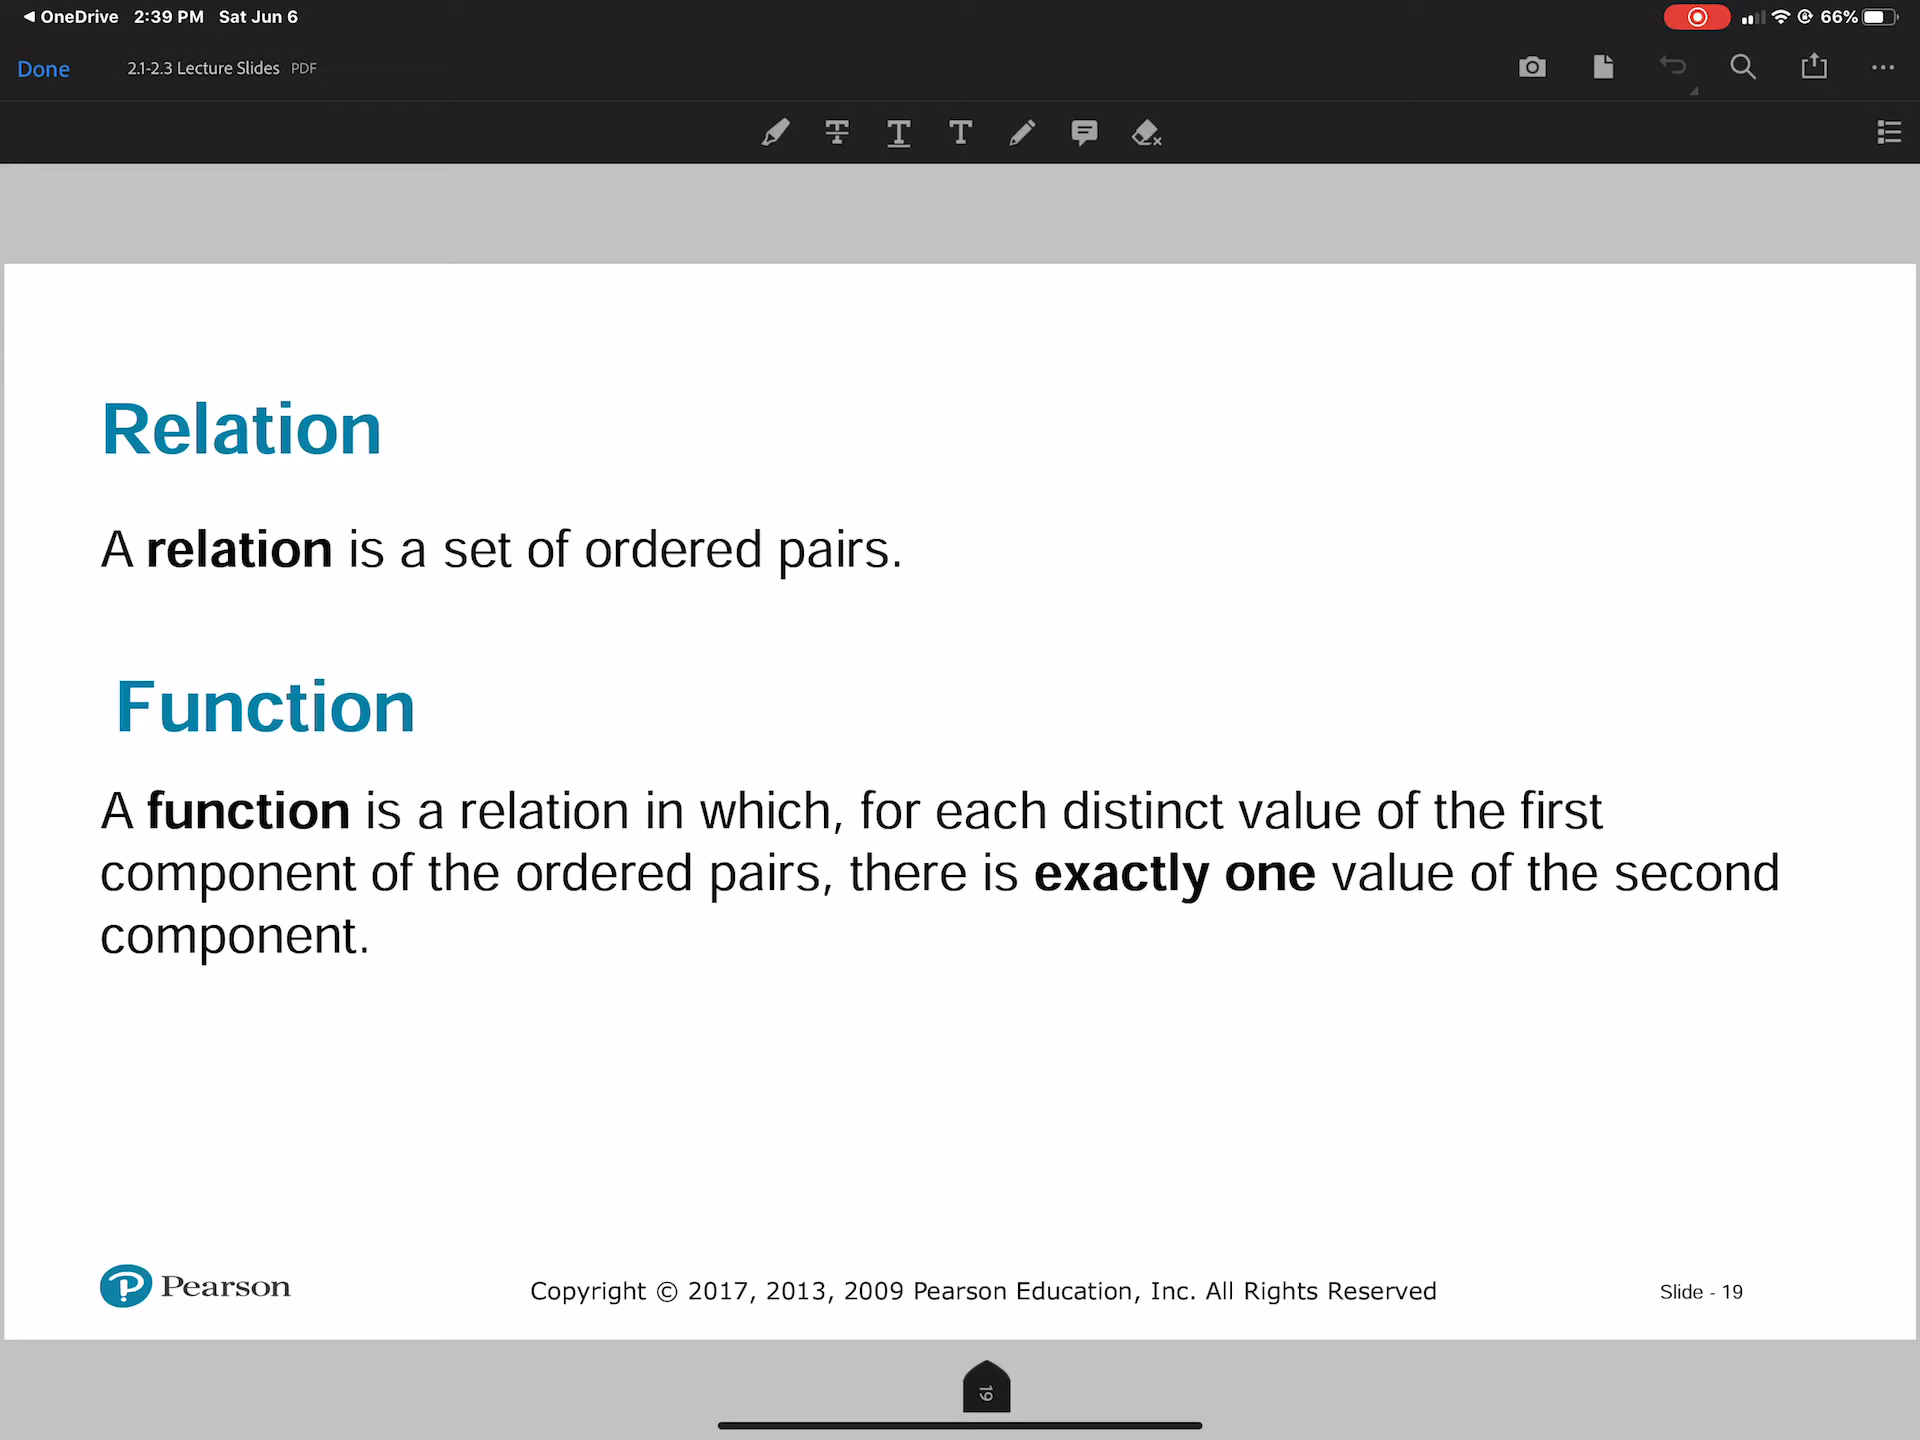 OneDrive 2:39 PM Sat Jun 6 66%
Done 2.1-2.3 Lecture Slides PDF
Relation
A relation is a set of ordered pairs.
Function
A function is a relation in which, for each distinct value of the first
component of the ordered pairs, there is exactly one value of the second
component.
Pearson Copyright © 2017, 2013, 2009 Pearson Education, Inc. All Rights Reserved Slide - 19
19